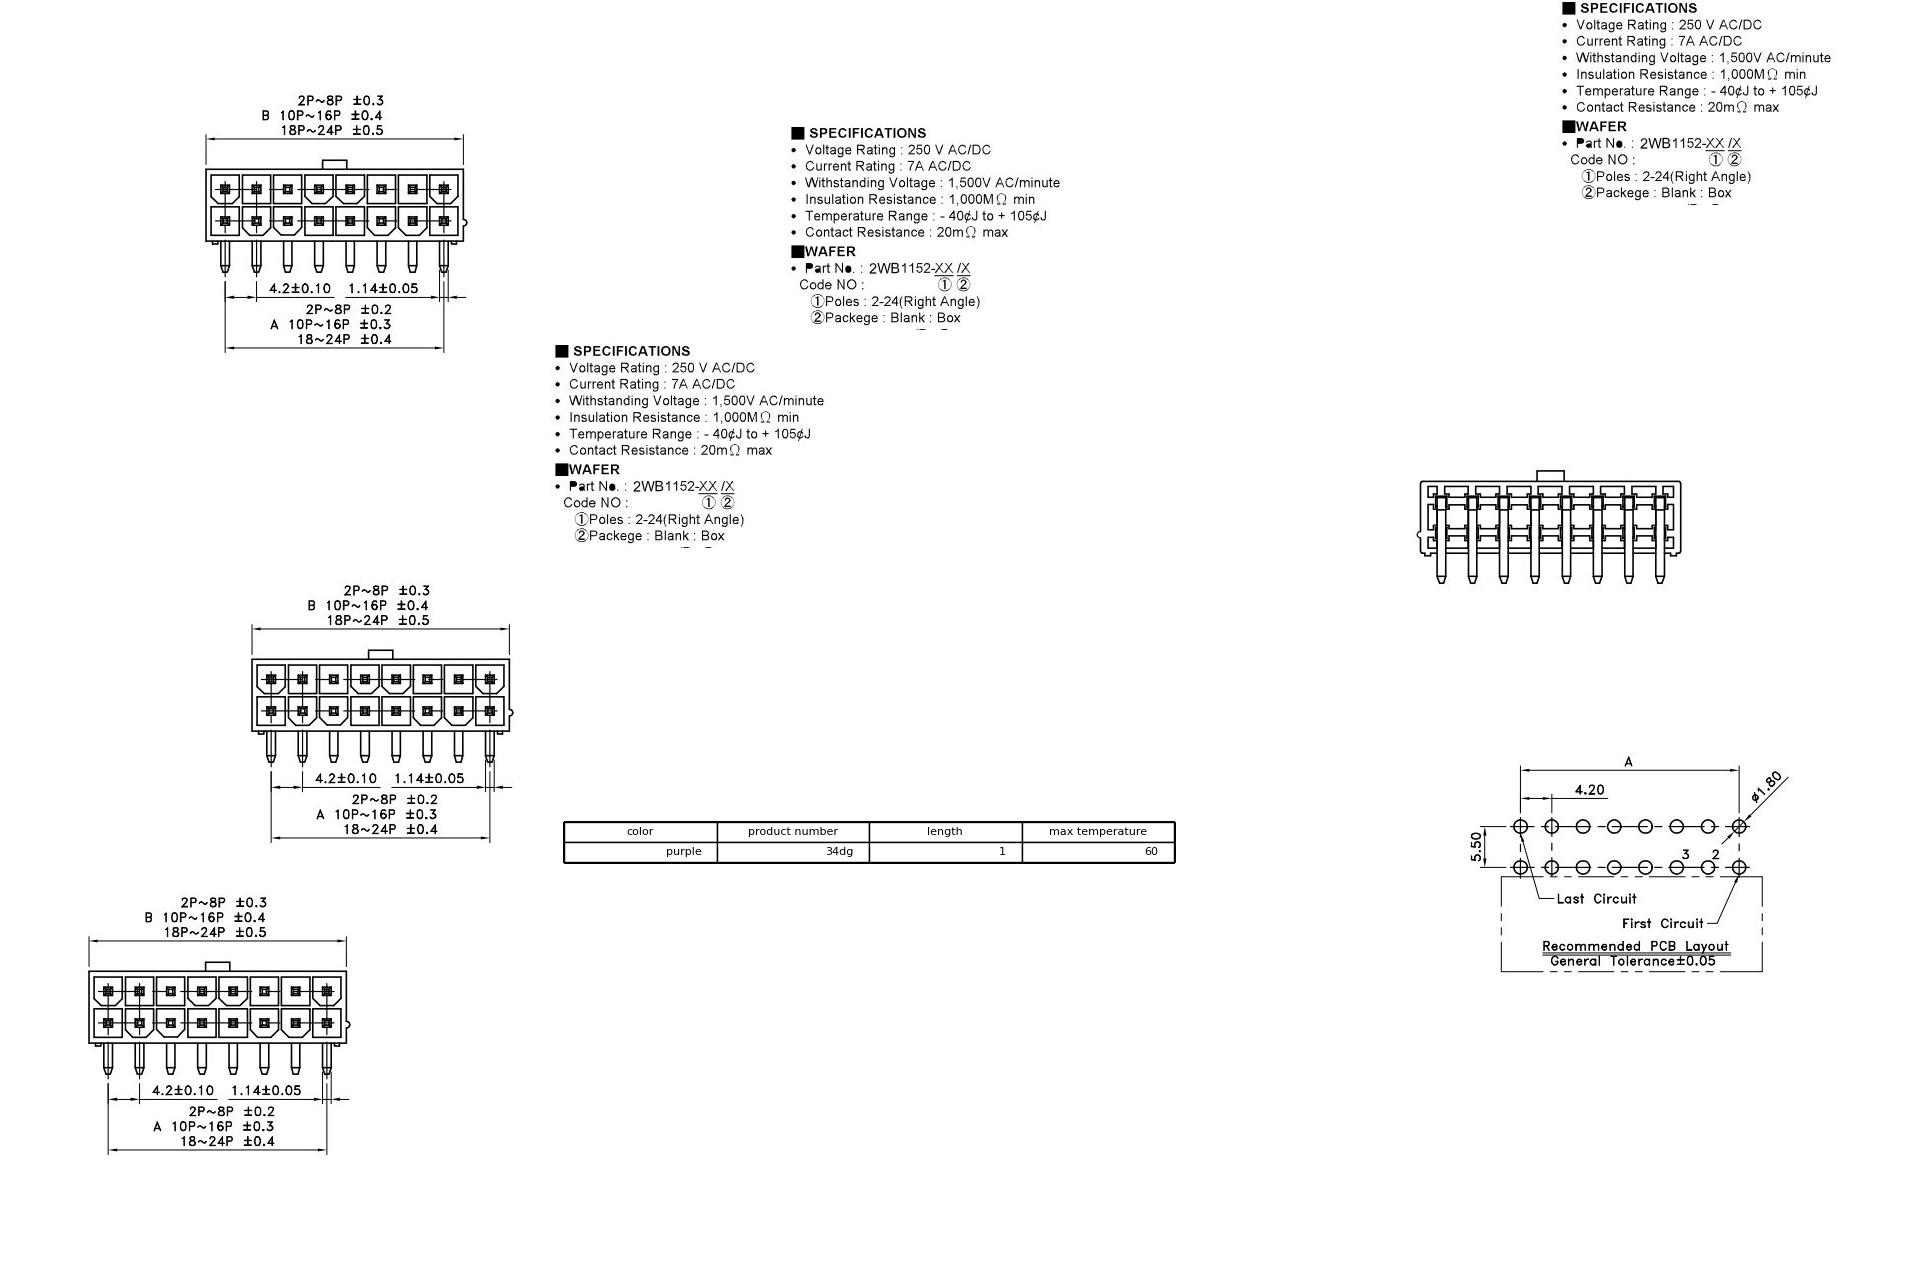 ■ SPECIFICATIONS
• Voltage Rating : 250 V AC/DC
• Current Rating : 7A AC/DC
• Withstanding Voltage : 1,500V AC/minute
• Insulation Resistance : 1,000MΩ min
• Temperature Range : - 40¢J to + 105¢J
• Contact Resistance : 20mΩ max
■WAFER
• Part No. : 2WB1152-XX /X
Code NO : ① ②
①Poles : 2-24(Right Angle)
②Packege : Blank : Box
2P~8P ±0.3
B 10P~16P ±0.4
18P~24P ±0.5
4.2±0.10 1.14±0.05
2P~8P ±0.2
A 10P~16P ±0.3
18~24P ±0.4
■ SPECIFICATIONS
• Voltage Rating : 250 V AC/DC
• Current Rating : 7A AC/DC
• Withstanding Voltage : 1,500V AC/minute
• Insulation Resistance : 1,000MΩ min
• Temperature Range : - 40¢J to + 105¢J
• Contact Resistance : 20mΩ max
■WAFER
• Part No. : 2WB1152-XX /X
Code NO : ① ②
①Poles : 2-24(Right Angle)
②Packege : Blank : Box
■ SPECIFICATIONS
• Voltage Rating : 250 V AC/DC
• Current Rating : 7A AC/DC
• Withstanding Voltage : 1,500V AC/minute
• Insulation Resistance : 1,000MΩ min
• Temperature Range : - 40¢J to + 105¢J
• Contact Resistance : 20mΩ max
■WAFER
• Part No. : 2WB1152-XX /X
Code NO : ① ②
①Poles : 2-24(Right Angle)
②Packege : Blank : Box
2P~8P ±0.3
B 10P~16P ±0.4
18P~24P ±0.5
4.2±0.10 1.14±0.05
2P~8P ±0.2
A 10P~16P ±0.3
18~24P ±0.4
color product number length max temperature
purple 34dg 1 60
A
4.20
ø1.80
5.50
3 2
Last Circuit
First Circuit
Recommended PCB Layout
General Tolerance±0.05
2P~8P ±0.3
B 10P~16P ±0.4
18P~24P ±0.5
4.2±0.10 1.14±0.05
2P~8P ±0.2
A 10P~16P ±0.3
18~24P ±0.4